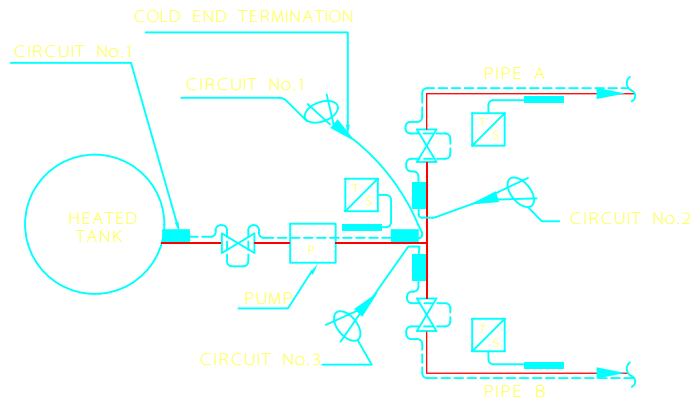 COLD END TERMINATION
CIRCUIT No.1
PIPE A
CIRCUIT No.1
T
S
T
S
CIRCUIT No.2
HEATED
TANK
P
PUMP
T
S
CIRCUIT No.3
PIPE B